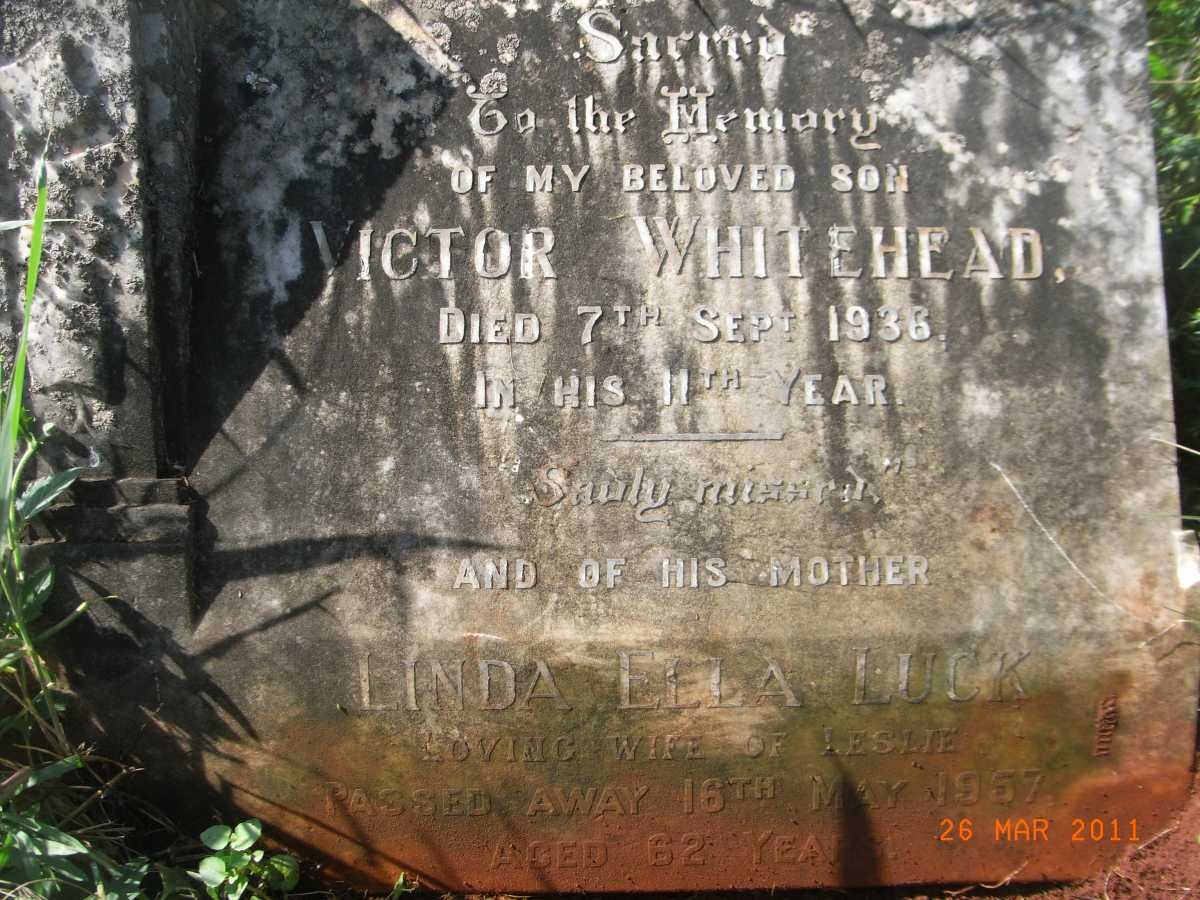 Sacred
To the Memory
OF MY BELOVED SON
VICTOR WHITEHEAD,
DIED 7TH SEPT 1936.
IN HIS 11TH YEAR.
"Sadly missed."
AND OF HIS MOTHER
LINDA ELLA LUCK
LOVING WIFE OF LESLIE
PASSED AWAY 16TH MAY 1957.
AGED 62 YEARS.
26 MAR 2011